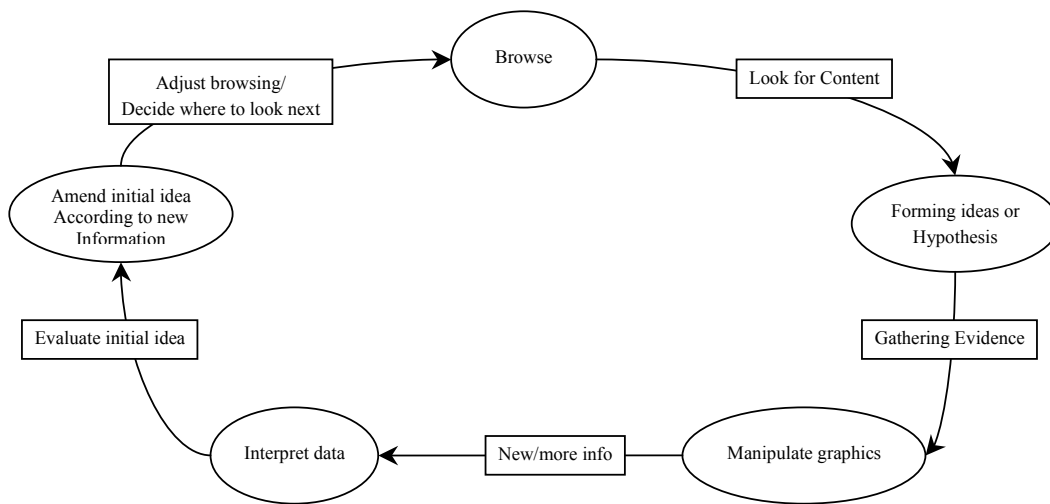 Browse
Look for Content
Forming ideas or
Hypothesis
Gathering Evidence
Manipulate graphics
New/more info
Interpret data
Evaluate initial idea
Amend initial idea
According to new
Information
Adjust browsing/
Decide where to look next